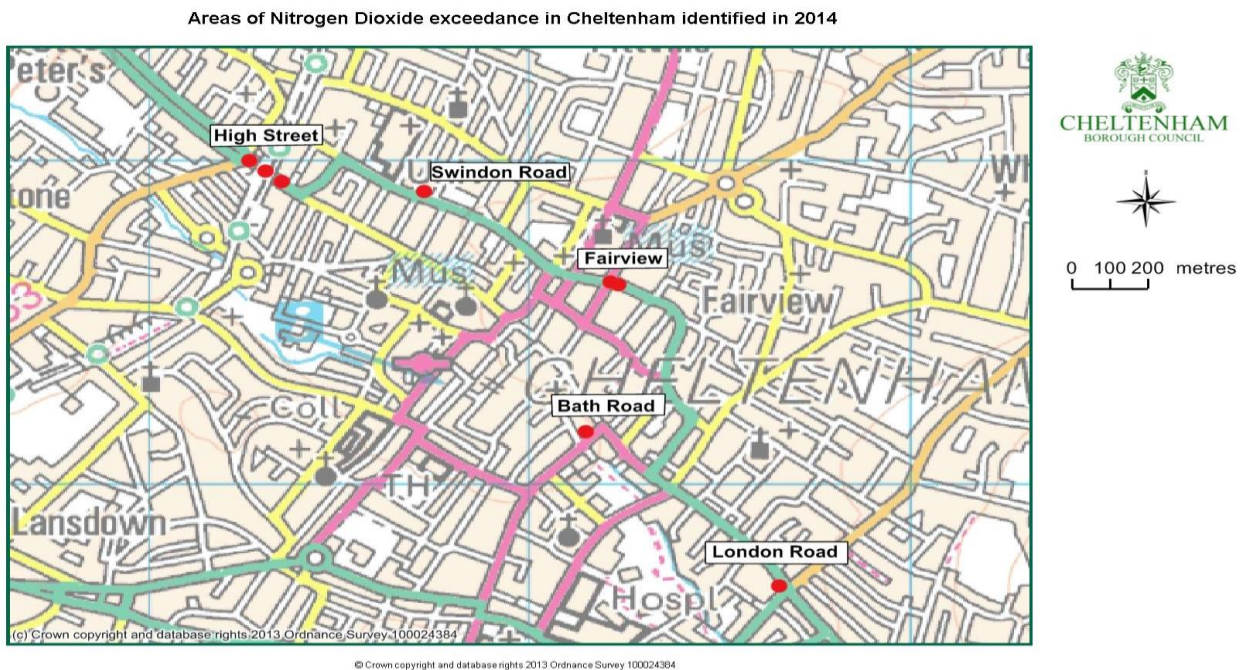 Areas of Nitrogen Dioxide exceedance in Cheltenham identified in 2014
eter's
High Street
Swindon Road
tone
Mus
Fairview
Mus
Fairview
CHELTENHAM
Bath Road
Coll
TH
Lansdown
London Road
Hospl
(c) Crown copyright and database rights 2013 Ordnance Survey 100024384
© Crown copyright and database rights 2013 Ordnance Survey 100024384
CHELTENHAM
BOROUGH COUNCIL
0 100 200 metres